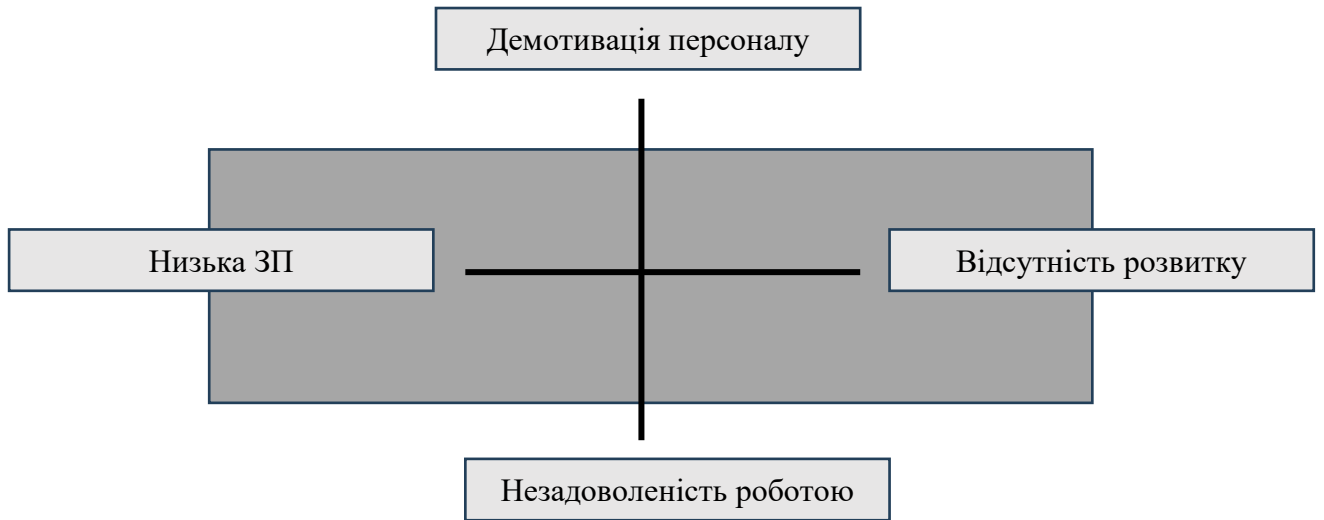 Демотивація персоналу
Низька ЗП
Відсутність розвитку
Незадоволеність роботою